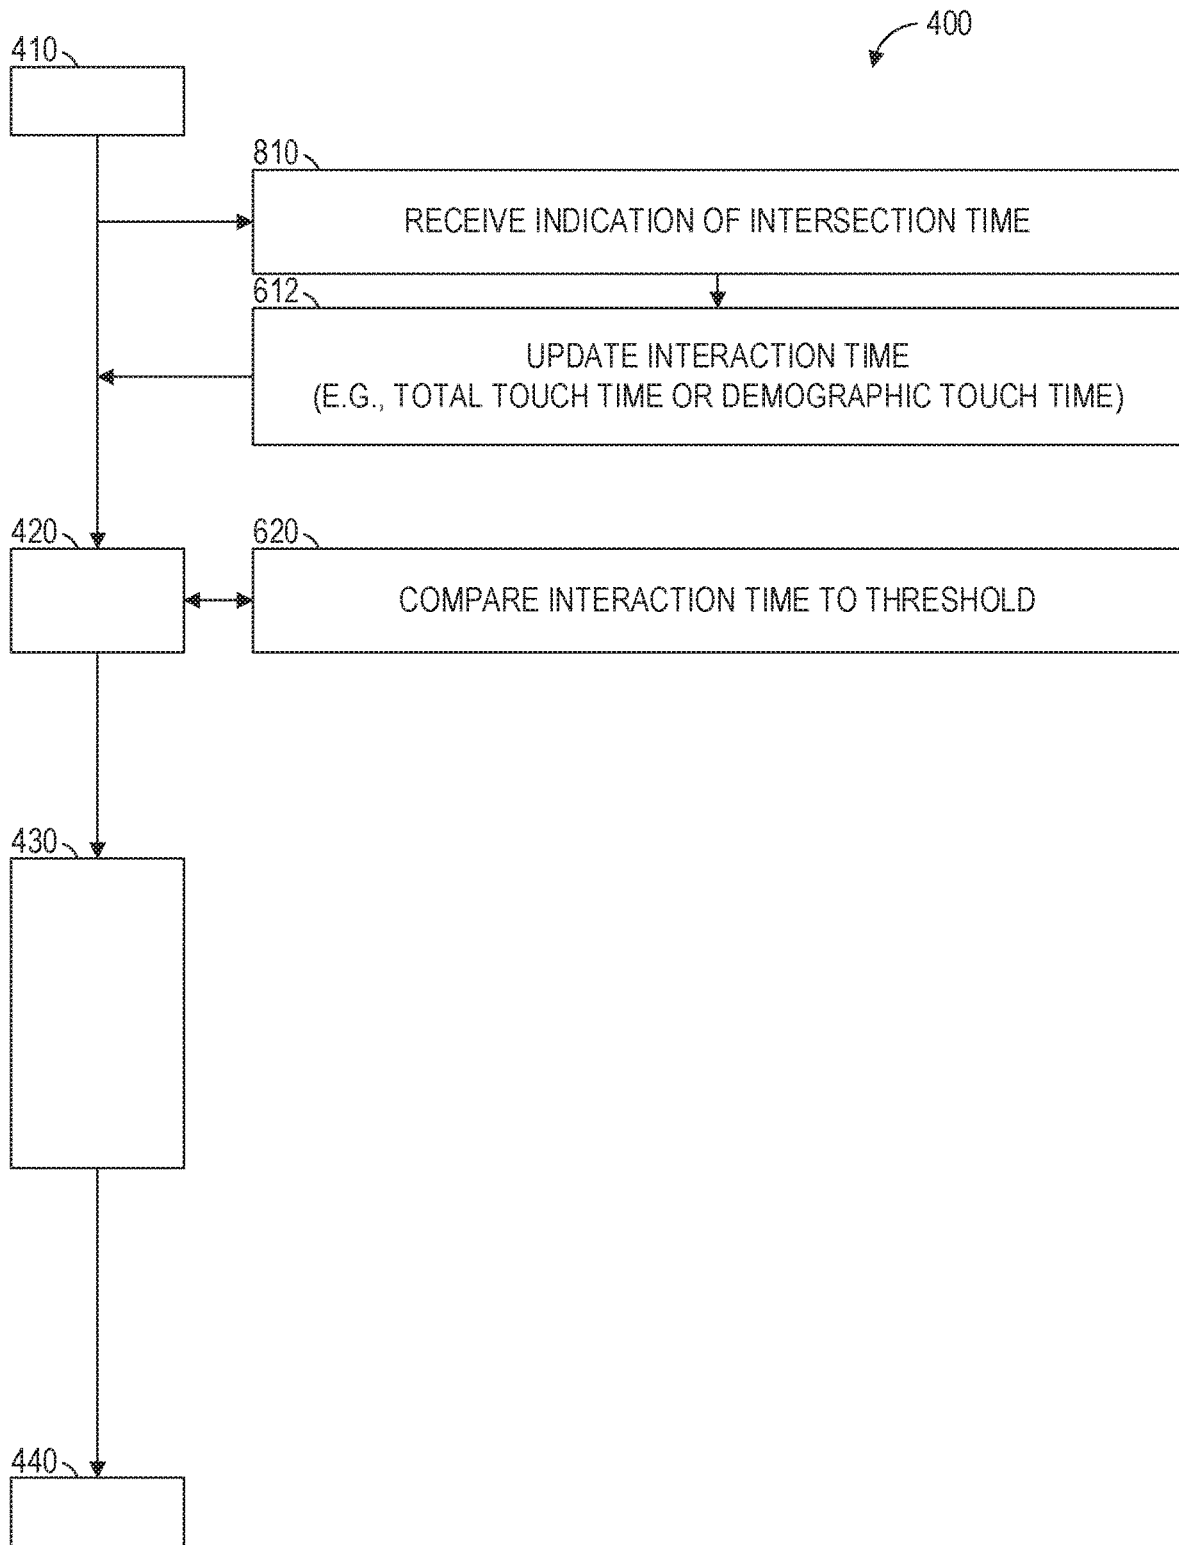 400
410
810
RECEIVE INDICATION OF INTERSECTION TIME
612
UPDATE INTERACTION TIME
(E.G., TOTAL TOUCH TIME OR DEMOGRAPHIC TOUCH TIME)
420
620
COMPARE INTERACTION TIME TO THRESHOLD
430
440